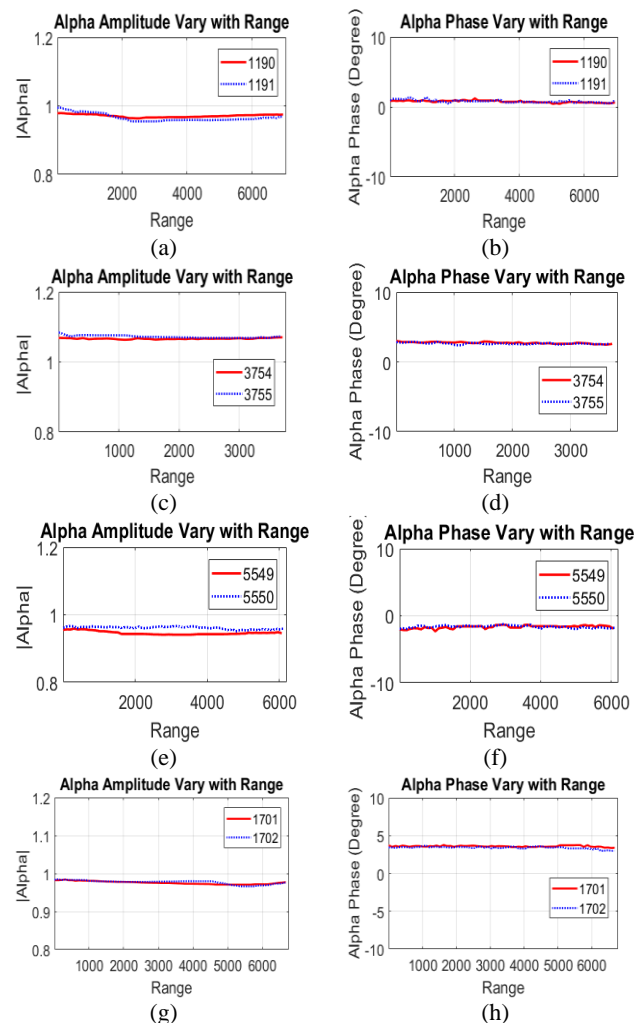 Alpha Amplitude Vary with Range
1.2
1
0.8
|Alpha|
1190
1191
2000 4000 6000
Range
(a)
Alpha Phase Vary with Range
10
0
-10
Alpha Phase (Degree)
1190
1191
2000 4000 6000
Range
(b)
Alpha Amplitude Vary with Range
1.2
1
0.8
|Alpha|
3754
3755
1000 2000 3000
Range
(c)
Alpha Phase Vary with Range
10
0
-10
Alpha Phase (Degree)
3754
3755
1000 2000 3000
Range
(d)
Alpha Amplitude Vary with Range
1.2
1
0.8
|Alpha|
5549
5550
2000 4000 6000
Range
(e)
Alpha Phase Vary with Range
10
0
-10
Alpha Phase (Degree)
5549
5550
0 2000 4000 6000
Range
(f)
Alpha Amplitude Vary with Range
1.2
1.1
1
0.9
0.8
|Alpha|
1701
1702
1000 2000 3000 4000 5000 6000
Range
(g)
Alpha Phase Vary with Range
10
5
0
-5
-10
Alpha Phase (Degree)
1701
1702
1000 2000 3000 4000 5000 6000
Range
(h)